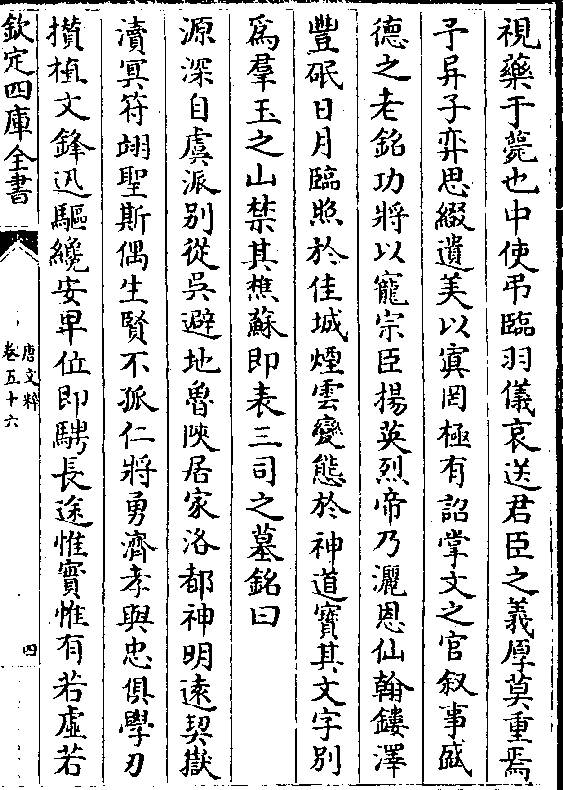 視藥于薨也中使弔臨羽儀哀送君臣之義厚莫重焉
予昇子弈思綴遺美以寘罔極有詔掌文之官叙事盛
德之老銘功將以寵宗臣揚英烈帝乃灑恩仙翰鏤澤
豐珉日月臨照於佳城煙雲變態於神道寳其文字别
爲羣玉之山禁其樵蘇即表三司之墓銘曰
源深自虞派别從吳避地魯陜居家洛都神明遠契嶽
瀆冥符翊聖斯偶生賢不孤仁將勇濟孝與忠俱學刃
攢植文鋒迅驅纔安卑位即騁長途惟實惟有若虛若
欽定四庫全書
唐文粹
卷五十六
四